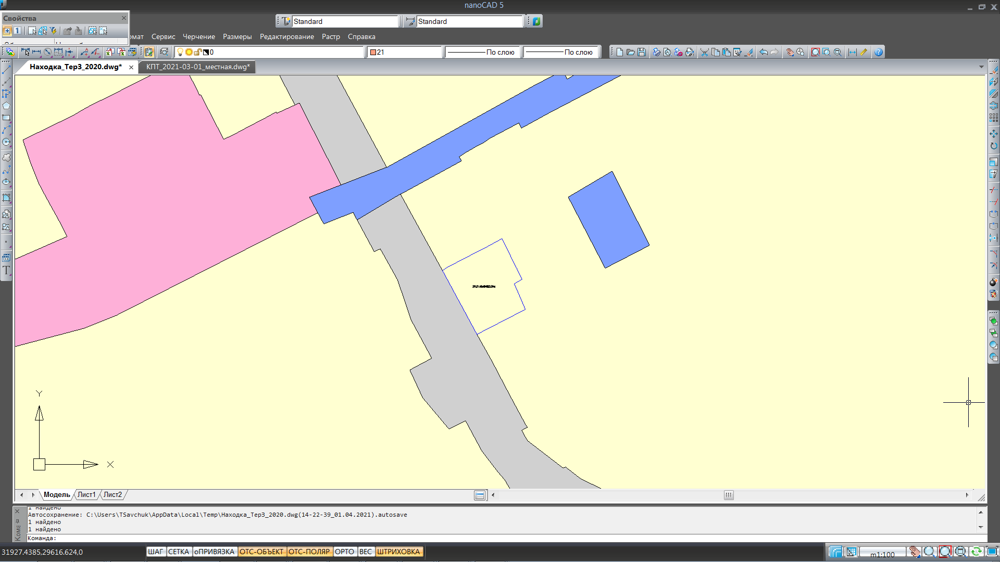 nanoCAD 5
Свойства
Standard
Standard
мат Сервис Черчение Размеры Редактирование Растр Справка
0
21
По слою
По слою
Находка_Тер3_2020.dwg*
КПТ_2021-03-01_местная.dwg*
Y
X
Модель
Лист1
Лист2
1 найдено
Автосохранение: C:\Users\TSavchuk\AppData\Local\Temp\Находка_Тер3_2020.dwg(14-22-39_01.04.2021).autosave
1 найдено
1 найдено
Кома
Команда:
31927.4385,29616.624,0
ШАГ СЕТКА оПРИВЯЗКА ОТС-ОБЪЕКТ ОТС-ПОЛЯР ОРТО ВЕС ШТРИХОВКА
m1:100